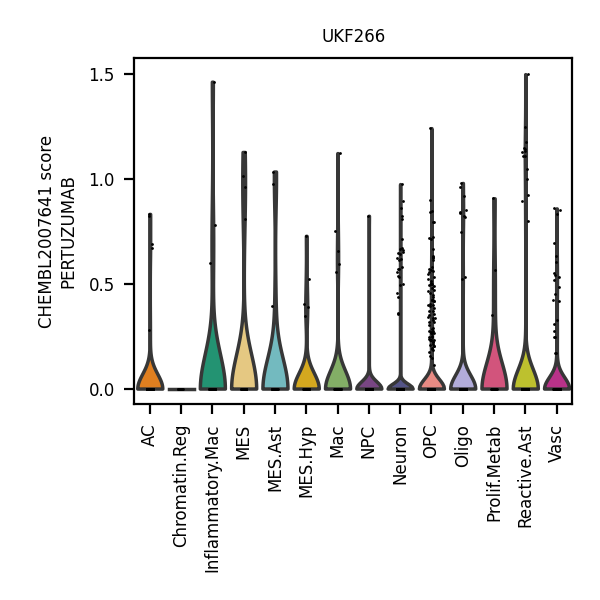 UKF266
CHEMBL2007641 score
PERTUZUMAB
1.5
1.0
0.5
0.0
AC
Chromatin.Reg
Inflammatory.Mac
MES
MES.Ast
MES.Hyp
Mac
NPC
Neuron
OPC
Oligo
Prolif.Metab
Reactive.Ast
Vasc